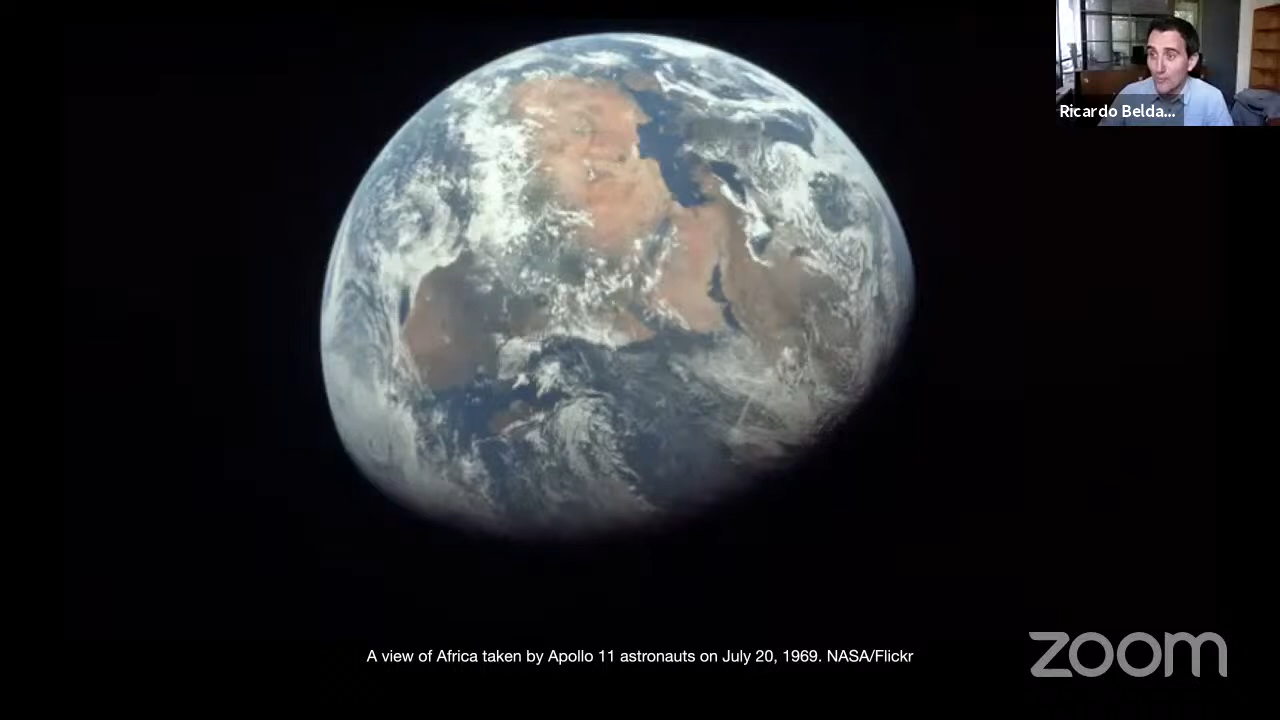 Ricardo Belda...
A view of Africa taken by Apollo 11 astronauts on July 20, 1969. NASA/Flickr
zoom